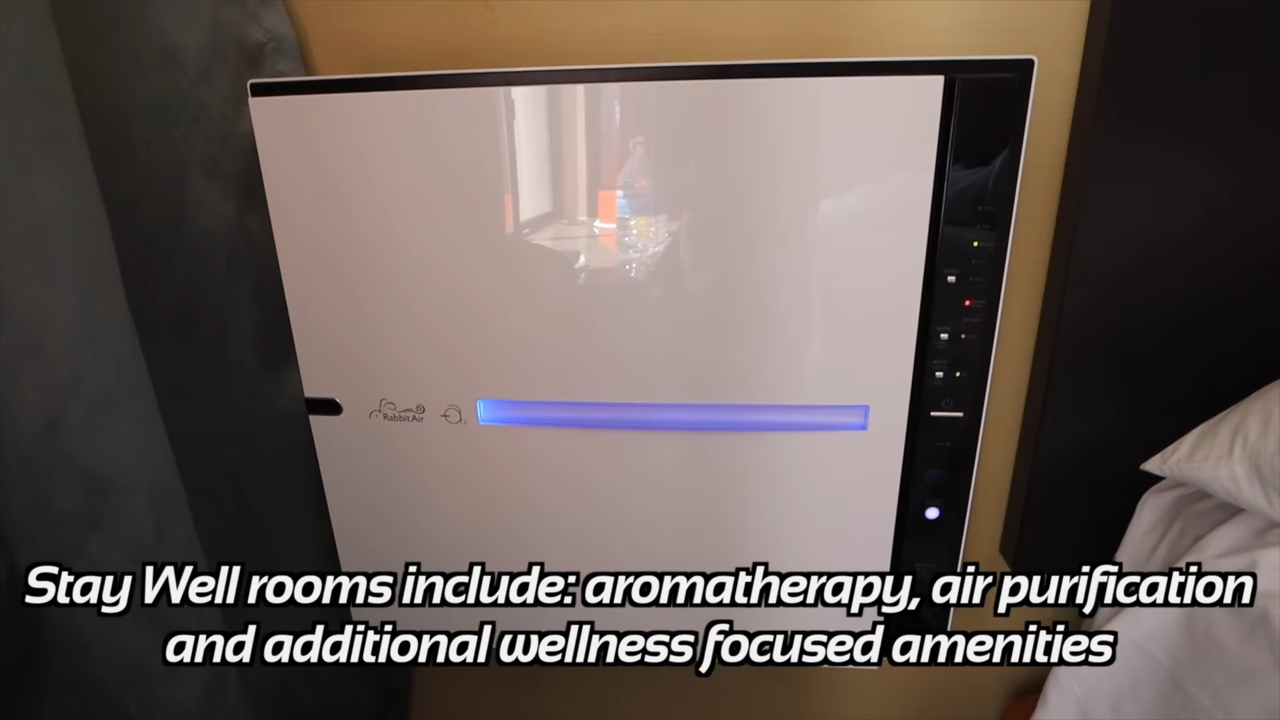 RabbitAir
Stay Well rooms include: aromatherapy, air purification
and additional wellness focused amenities